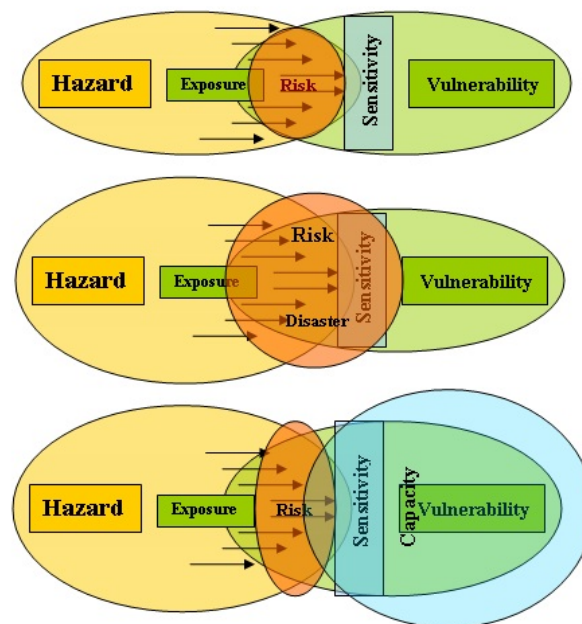 Hazard
Exposure
Risk
Sensitivity
Vulnerability
Hazard
Exposure
Risk
Disaster
Sensitivity
Vulnerability
Hazard
Exposure
Risk
Sensitivity
Capacity
Vulnerability